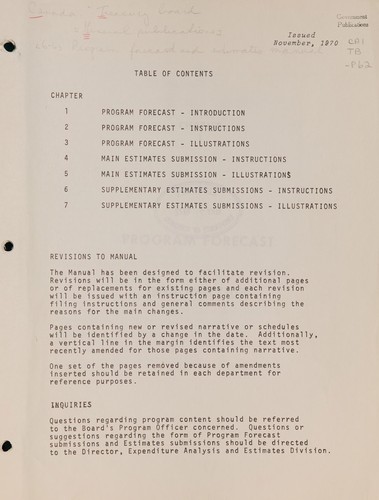 Canada. Treasury Board
Government
Publications
Issued
November, 1970
CAI
TB
TABLE OF CONTENTS
CHAPTER
1 PROGRAM FORECAST - INTRODUCTION
2 PROGRAM FORECAST - INSTRUCTIONS
3 PROGRAM FORECAST - ILLUSTRATIONS
4 MAIN ESTIMATES SUBMISSION - INSTRUCTIONS
5 MAIN ESTIMATES SUBMISSION - ILLUSTRATIONS
6 SUPPLEMENTARY ESTIMATES SUBMISSIONS - INSTRUCTIONS
7 SUPPLEMENTARY ESTIMATES SUBMISSIONS - ILLUSTRATIONS
PROGRAM FORECAST
REVISIONS TO MANUAL
The Manual has been designed to facilitate revision.
Revisions will be in the form either of additional pages
or of replacements for existing pages and each revision
will be issued with an instruction page containing
filing instructions and general comments describing the
reasons for the main changes.
Pages containing new or revised narrative or schedules
will be identified by a change in the date. Additionally,
a vertical line in the margin identifies the text most
recently amended for those pages containing narrative.
One set of the pages removed because of amendments
inserted should be retained in each department for
reference purposes.
INQUIRIES
Questions regarding program content should be referred
to the Board's Program Officer concerned. Questions or
suggestions regarding the form of Program Forecast
submissions and Estimates submissions should be directed
to the Director, Expenditure Analysis and Estimates Division.